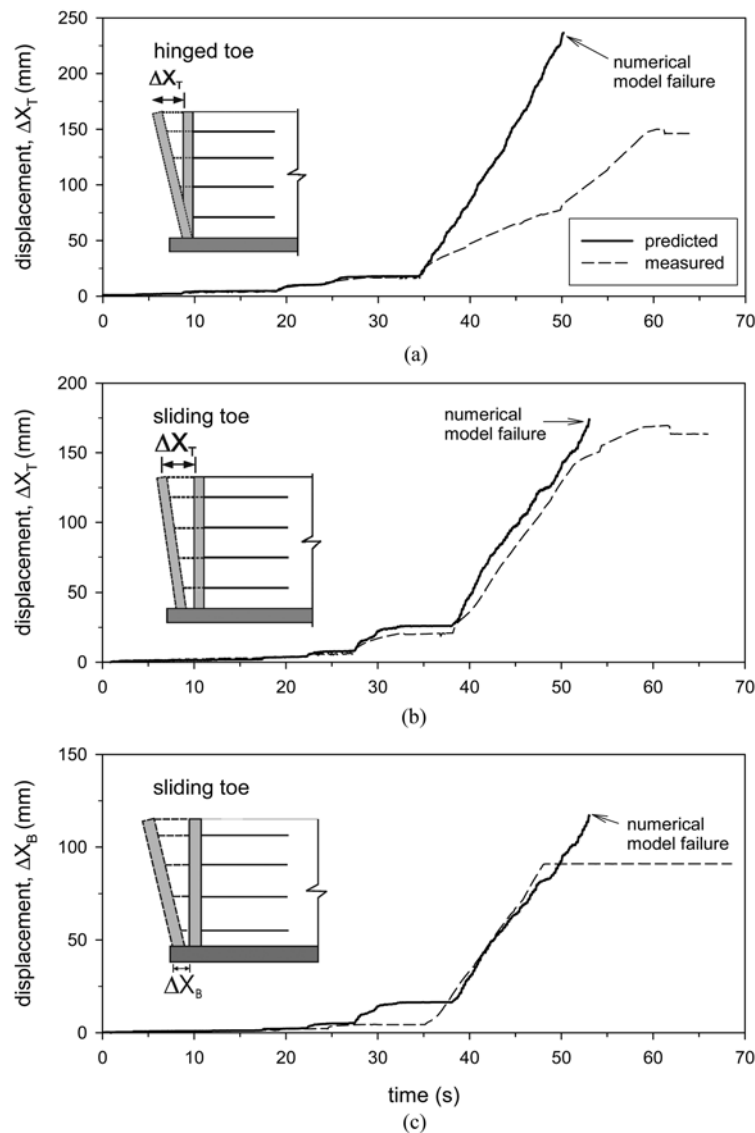 250
200
150
100
50
0
displacement, ΔX_T (mm)
hinged toe
ΔX_T
numerical
model failure
predicted
measured
0 10 20 30 40 50 60 70
(a)
200
150
100
50
0
displacement, ΔX_T (mm)
sliding toe
ΔX_T
numerical
model failure
0 10 20 30 40 50 60 70
(b)
150
100
50
0
displacement, ΔX_B (mm)
sliding toe
ΔX_B
numerical
model failure
0 10 20 30 40 50 60 70
time (s)
(c)